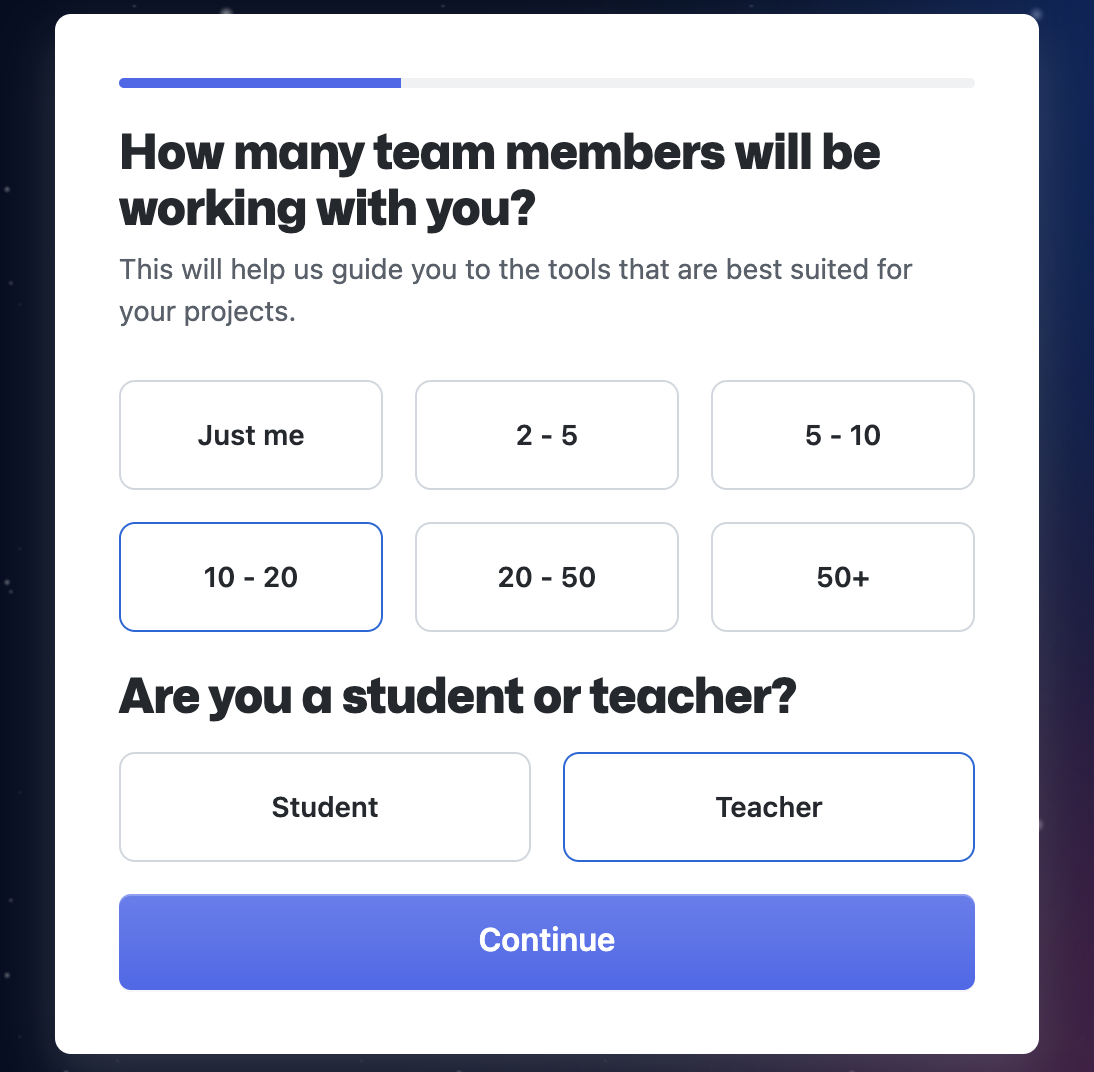 How many team members will be
working with you?
This will help us guide you to the tools that are best suited for
your projects.
Just me
2 - 5
5 - 10
10 - 20
20 - 50
50+
Are you a student or teacher?
Student
Teacher
Continue